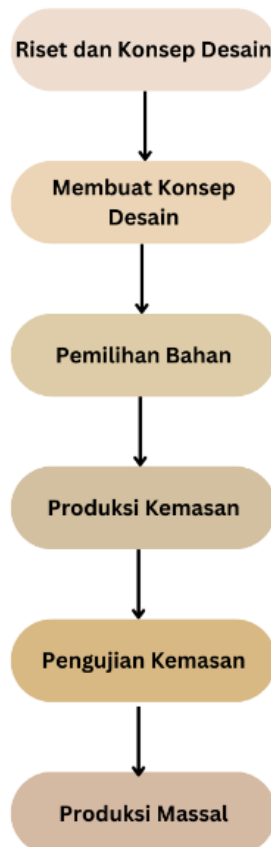 Riset dan Konsep Desain
Membuat Konsep
Desain
Pemilihan Bahan
Produksi Kemasan
Pengujian Kemasan
Produksi Massal